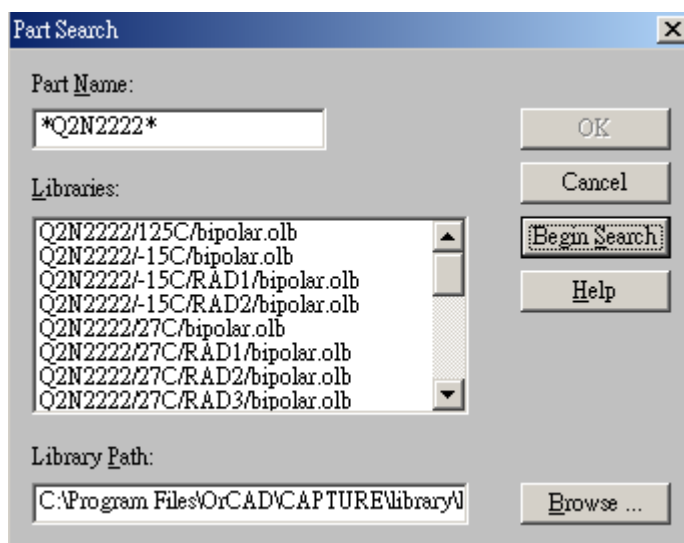 Part Search
Part Name:
*Q2N2222*
OK
Libraries:
Cancel
Q2N2222/125C/bipolar.olb
Q2N2222/-15C/bipolar.olb
Q2N2222/-15C/RAD1/bipolar.olb
Q2N2222/-15C/RAD2/bipolar.olb
Q2N2222/27C/bipolar.olb
Q2N2222/27C/RAD1/bipolar.olb
Q2N2222/27C/RAD2/bipolar.olb
Q2N2222/27C/RAD3/bipolar.olb
Begin Search
Help
Library Path:
C:\Program Files\OrCAD\CAPTURE\library\
Browse ...